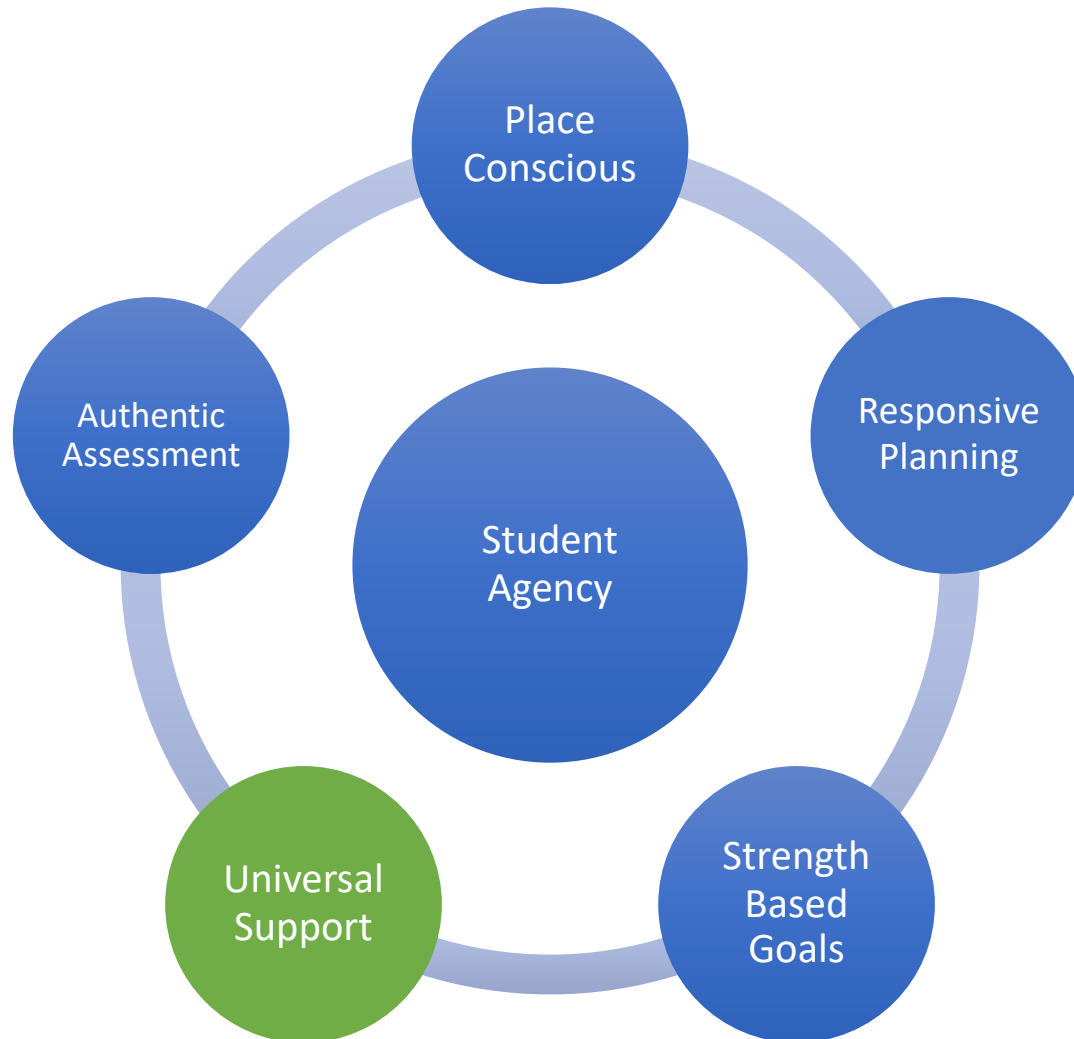 Place
Conscious
Responsive
Planning
Strength
Based
Goals
Universal
Support
Authentic
Assessment
Student
Agency